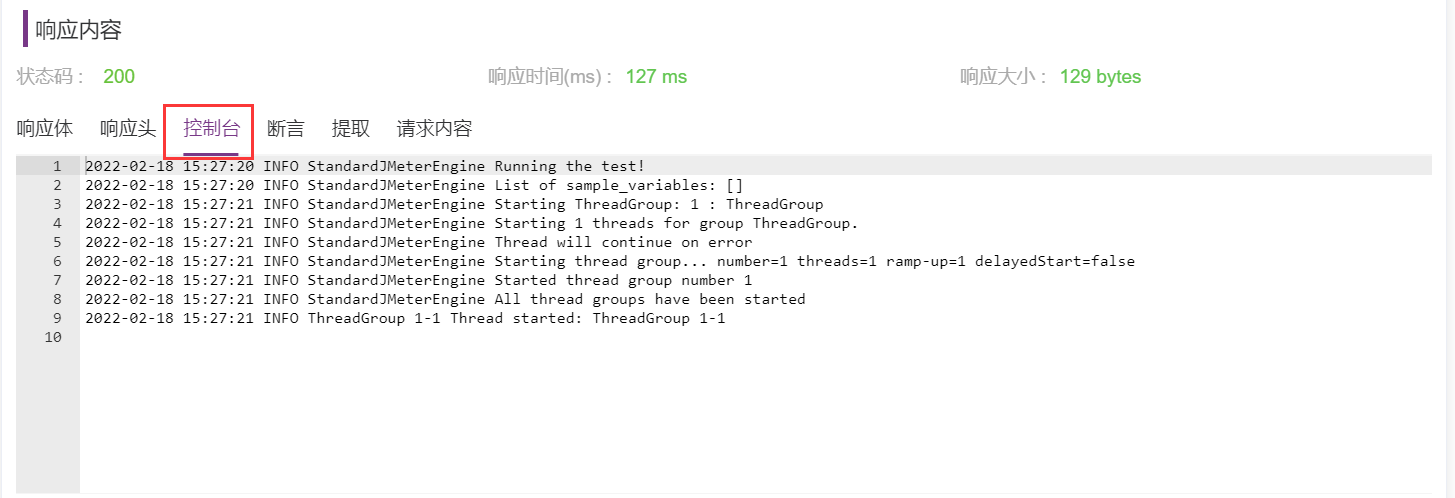 响应内容
状态码 : 200 响应时间(ms) : 127 ms 响应大小 : 129 bytes
响应体 响应头 控制台 断言 提取 请求内容
1 2022-02-18 15:27:20 INFO StandardJMeterEngine Running the test!
2 2022-02-18 15:27:20 INFO StandardJMeterEngine List of sample_variables: []
3 2022-02-18 15:27:21 INFO StandardJMeterEngine Starting ThreadGroup: 1 : ThreadGroup
4 2022-02-18 15:27:21 INFO StandardJMeterEngine Starting 1 threads for group ThreadGroup.
5 2022-02-18 15:27:21 INFO StandardJMeterEngine Thread will continue on error
6 2022-02-18 15:27:21 INFO StandardJMeterEngine Starting thread group... number=1 threads=1 ramp-up=1 delayedStart=false
7 2022-02-18 15:27:21 INFO StandardJMeterEngine Started thread group number 1
8 2022-02-18 15:27:21 INFO StandardJMeterEngine All thread groups have been started
9 2022-02-18 15:27:21 INFO ThreadGroup 1-1 Thread started: ThreadGroup 1-1
10